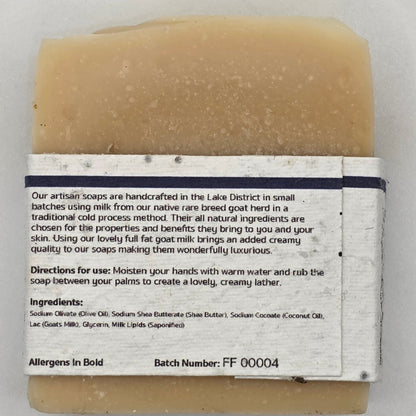 Our artisan soaps are handcrafted in the Lake District in small
batches using milk from our native rare breed goat herd in a
traditional cold process method. Their all natural ingredients are
chosen for the properties and benefits they bring to you and your
skin. Using our lovely full fat goat milk brings an added creamy
quality to our soaps making them wonderfully luxurious.
Directions for use: Moisten your hands with warm water and rub the
soap between your palms to create a lovely, creamy lather.
Ingredients:
Sodium Olivate (Olive Oil), Sodium Shea Butterate (Shea Butter), Sodium Cocoate (Coconut Oil),
Lac (Goats Milk), Glycerin, Milk Lipids (Saponified)
Allergens In Bold Batch Number: FF 00004